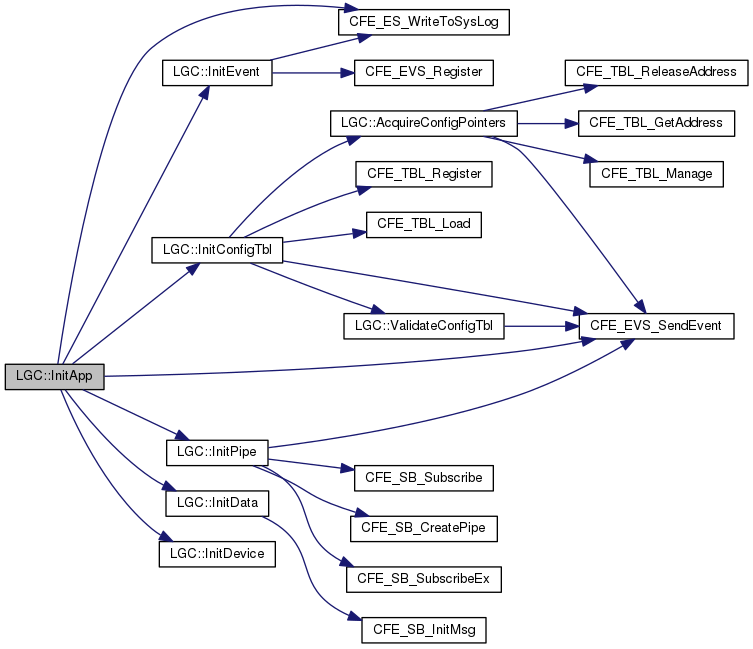 CFE_ES_WriteToSysLog
LGC::InitEvent
CFE_EVS_Register
CFE_TBL_ReleaseAddress
LGC::AcquireConfigPointers
CFE_TBL_GetAddress
CFE_TBL_Register
CFE_TBL_Manage
CFE_TBL_Load
LGC::InitConfigTbl
LGC::ValidateConfigTbl
CFE_EVS_SendEvent
LGC::InitApp
LGC::InitPipe
CFE_SB_Subscribe
LGC::InitData
CFE_SB_CreatePipe
LGC::InitDevice
CFE_SB_SubscribeEx
CFE_SB_InitMsg